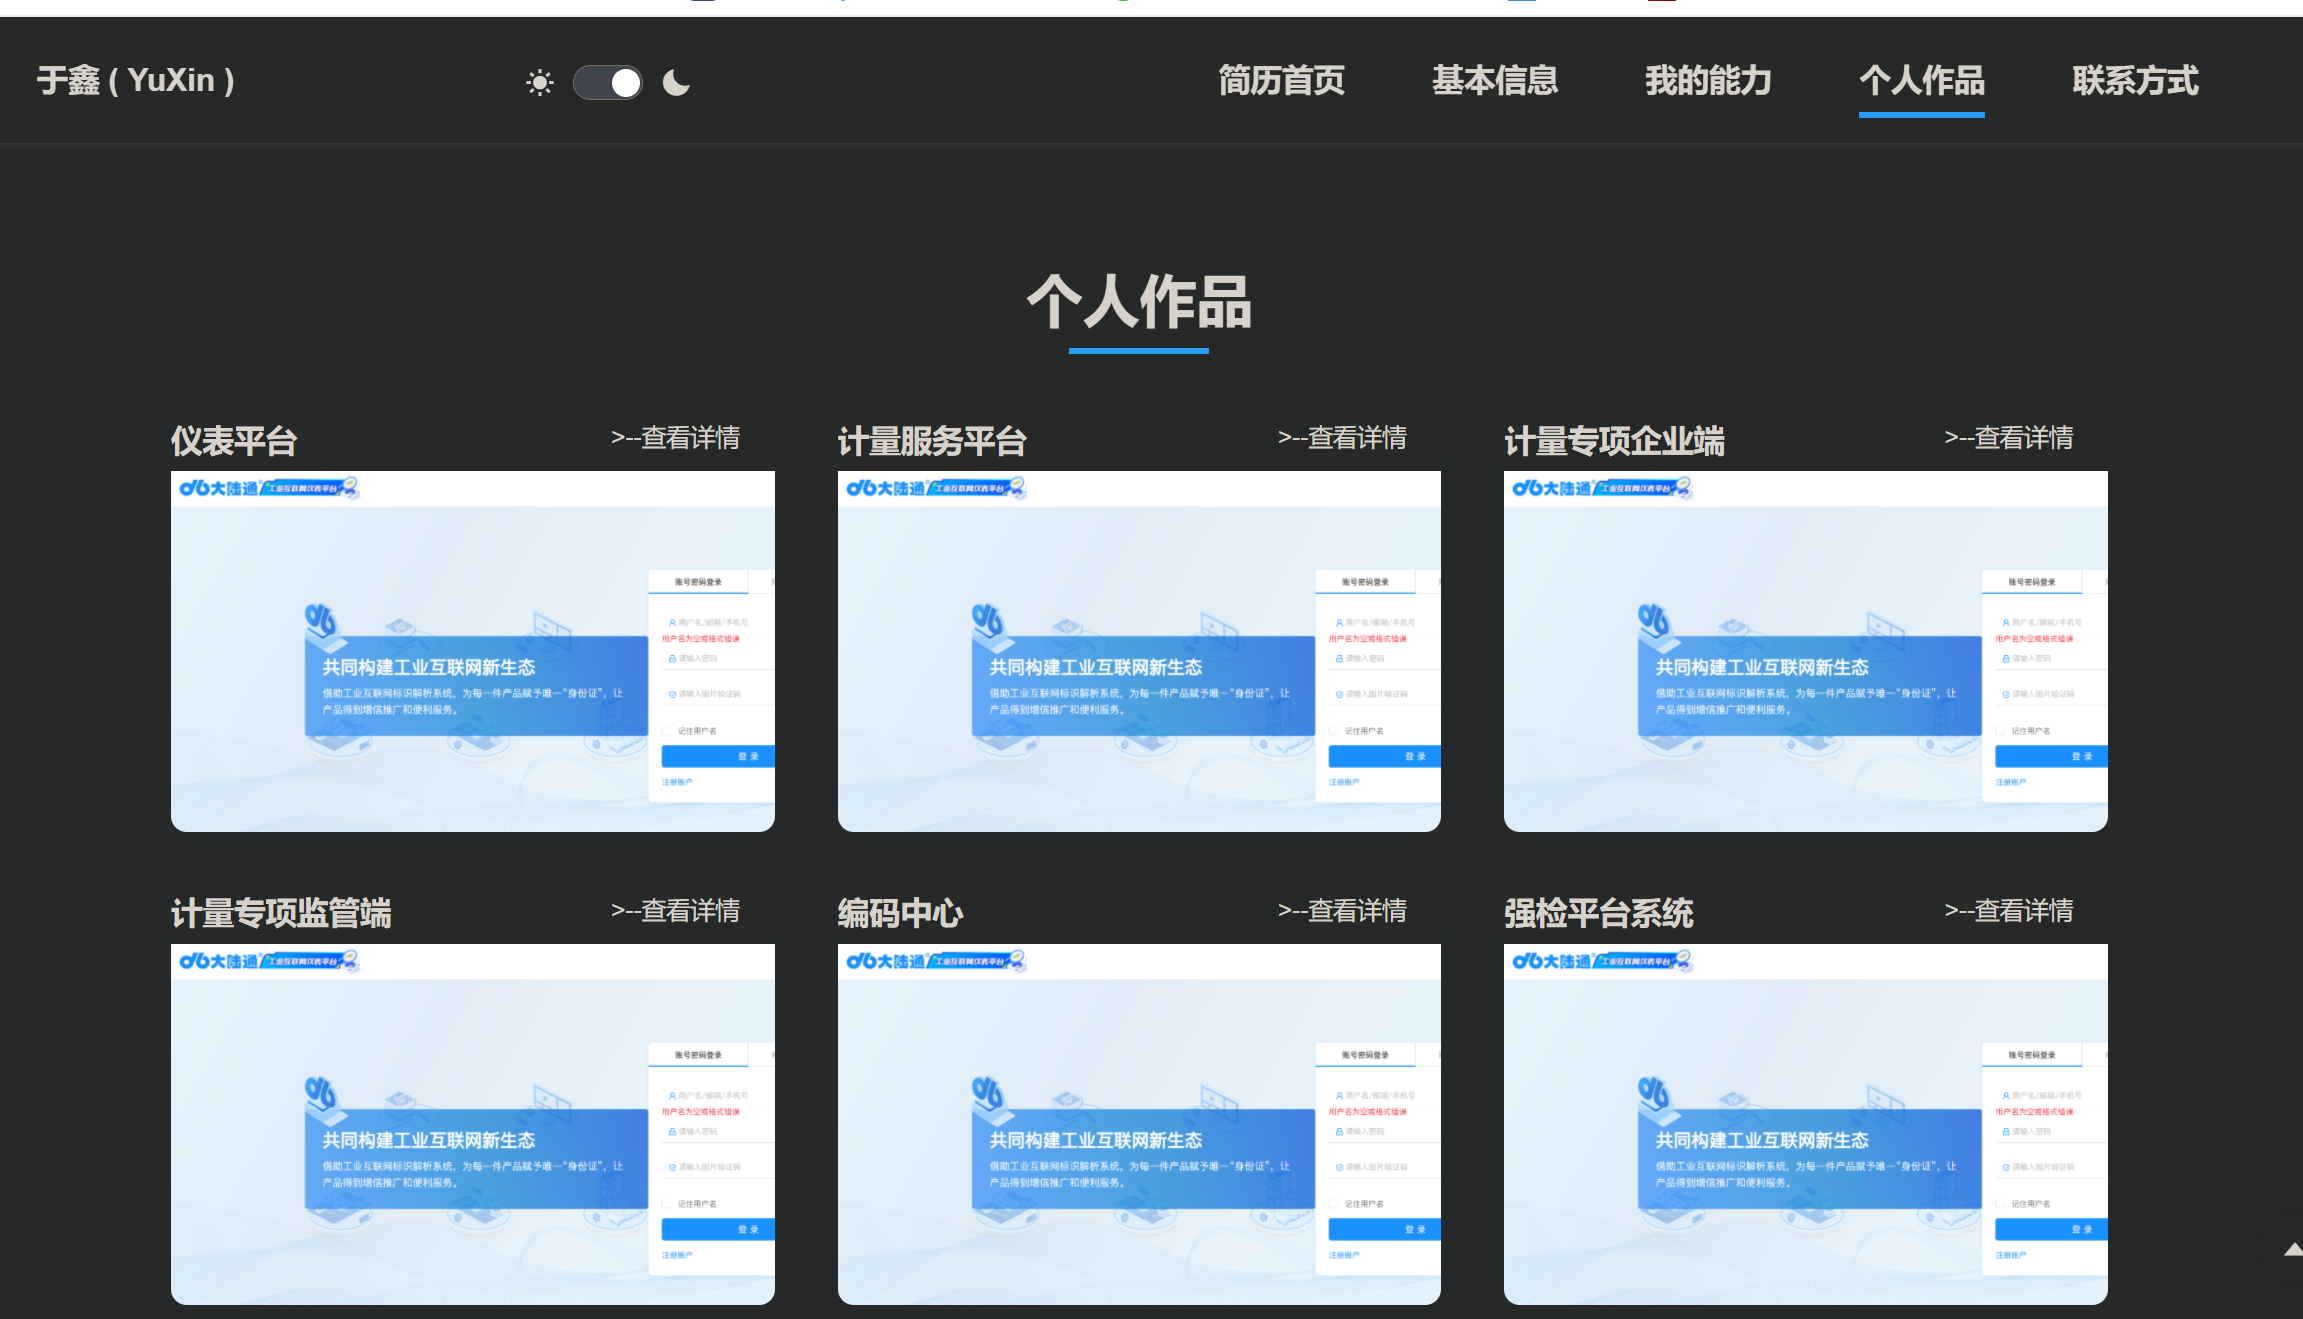 于鑫 ( YuXin )
简历首页 基本信息 我的能力 个人作品 联系方式
个人作品
仪表平台 >--查看详情
大陆通 工业互联网仪表平台
账号密码登录
用户名/邮箱/手机号
用户名为空或格式错误
请输入密码
共同构建工业互联网新生态
借助工业互联网标识解析系统，为每一件产品赋予唯一“身份证”，让
产品得到增信推广和便利服务。
请输入图片验证码
记住用户名
登 录
注册账户
计量服务平台 >--查看详情
大陆通 工业互联网仪表平台
账号密码登录
用户名/邮箱/手机号
用户名为空或格式错误
请输入密码
共同构建工业互联网新生态
借助工业互联网标识解析系统，为每一件产品赋予唯一“身份证”，让
产品得到增信推广和便利服务。
请输入图片验证码
记住用户名
登 录
注册账户
计量专项企业端 >--查看详情
大陆通 工业互联网仪表平台
账号密码登录
用户名/邮箱/手机号
用户名为空或格式错误
请输入密码
共同构建工业互联网新生态
借助工业互联网标识解析系统，为每一件产品赋予唯一“身份证”，让
产品得到增信推广和便利服务。
请输入图片验证码
记住用户名
登 录
注册账户
计量专项监管端 >--查看详情
大陆通 工业互联网仪表平台
账号密码登录
用户名/邮箱/手机号
用户名为空或格式错误
请输入密码
共同构建工业互联网新生态
借助工业互联网标识解析系统，为每一件产品赋予唯一“身份证”，让
产品得到增信推广和便利服务。
请输入图片验证码
记住用户名
登 录
注册账户
编码中心 >--查看详情
大陆通 工业互联网仪表平台
账号密码登录
用户名/邮箱/手机号
用户名为空或格式错误
请输入密码
共同构建工业互联网新生态
借助工业互联网标识解析系统，为每一件产品赋予唯一“身份证”，让
产品得到增信推广和便利服务。
请输入图片验证码
记住用户名
登 录
注册账户
强检平台系统 >--查看详情
大陆通 工业互联网仪表平台
账号密码登录
用户名/邮箱/手机号
用户名为空或格式错误
请输入密码
共同构建工业互联网新生态
借助工业互联网标识解析系统，为每一件产品赋予唯一“身份证”，让
产品得到增信推广和便利服务。
请输入图片验证码
记住用户名
登 录
注册账户